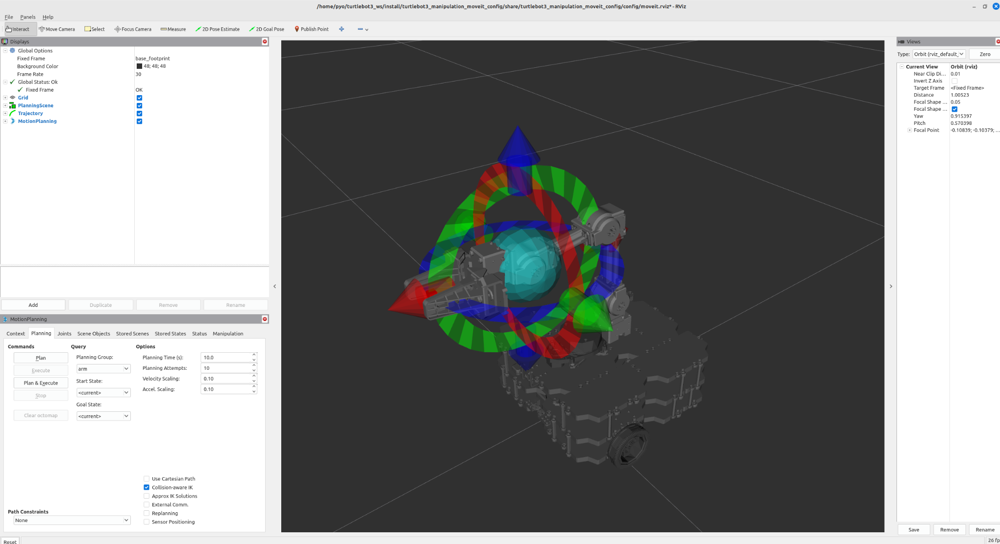 /home/pyo/turtlebot3_ws/install/turtlebot3_manipulation_moveit_config/share/turtlebot3_manipulation_moveit_config/config/moveit.rviz* - RViz
File Panels Help
Interact Move Camera Select Focus Camera Measure 2D Pose Estimate 2D Goal Pose Publish Point
Displays
Global Options
Fixed Frame base_footprint
Background Color 48; 48; 48
Frame Rate 30
Global Status: Ok
Fixed Frame OK
Grid
PlanningScene
Trajectory
MotionPlanning
Add Duplicate Remove Rename
MotionPlanning
Context Planning Joints Scene Objects Stored Scenes Stored States Status Manipulation
Commands Query Options
Plan Planning Group: Planning Time (s): 10.0
Execute arm Planning Attempts: 10
Plan & Execute Start State: Velocity Scaling: 0.10
Stop <current> Accel. Scaling: 0.10
Goal State:
Clear octomap <current>
Use Cartesian Path
Collision-aware IK
Approx IK Solutions
External Comm.
Path Constraints Replanning
None Sensor Positioning
Reset
Views
Type: Orbit (rviz_default_ Zero
Current View Orbit (rviz)
Near Clip Di... 0.01
Invert Z Axis
Target Frame <Fixed Frame>
Distance 1.00523
Focal Shape ... 0.05
Focal Shape ...
Yaw 0.915397
Pitch 0.570398
Focal Point -0.10839; -0.10379; ...
Save Remove Rename
26 fp